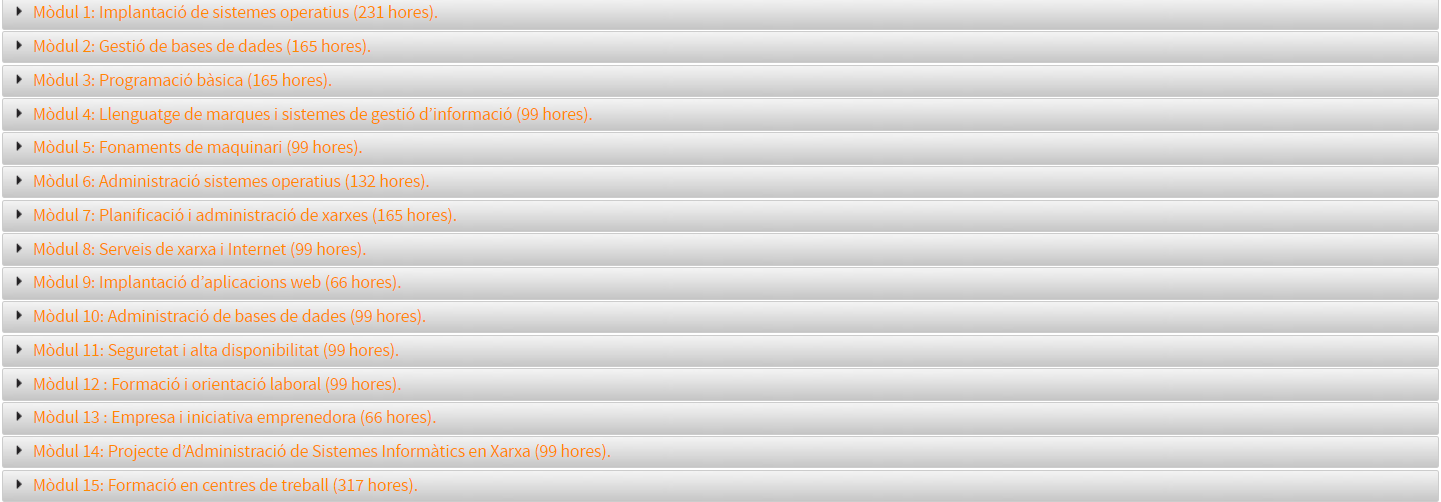 Mòdul 1: Implantació de sistemes operatius (231 hores).
Mòdul 2: Gestió de bases de dades (165 hores).
Mòdul 3: Programació bàsica (165 hores).
Mòdul 4: Llenguatge de marques i sistemes de gestió d’informació (99 hores).
Mòdul 5: Fonaments de maquinari (99 hores).
Mòdul 6: Administració sistemes operatius (132 hores).
Mòdul 7: Planificació i administració de xarxes (165 hores).
Mòdul 8: Serveis de xarxa i Internet (99 hores).
Mòdul 9: Implantació d’aplicacions web (66 hores).
Mòdul 10: Administració de bases de dades (99 hores).
Mòdul 11: Seguretat i alta disponibilitat (99 hores).
Mòdul 12 : Formació i orientació laboral (99 hores).
Mòdul 13 : Empresa i iniciativa emprenedora (66 hores).
Mòdul 14: Projecte d’Administració de Sistemes Informàtics en Xarxa (99 hores).
Mòdul 15: Formació en centres de treball (317 hores).